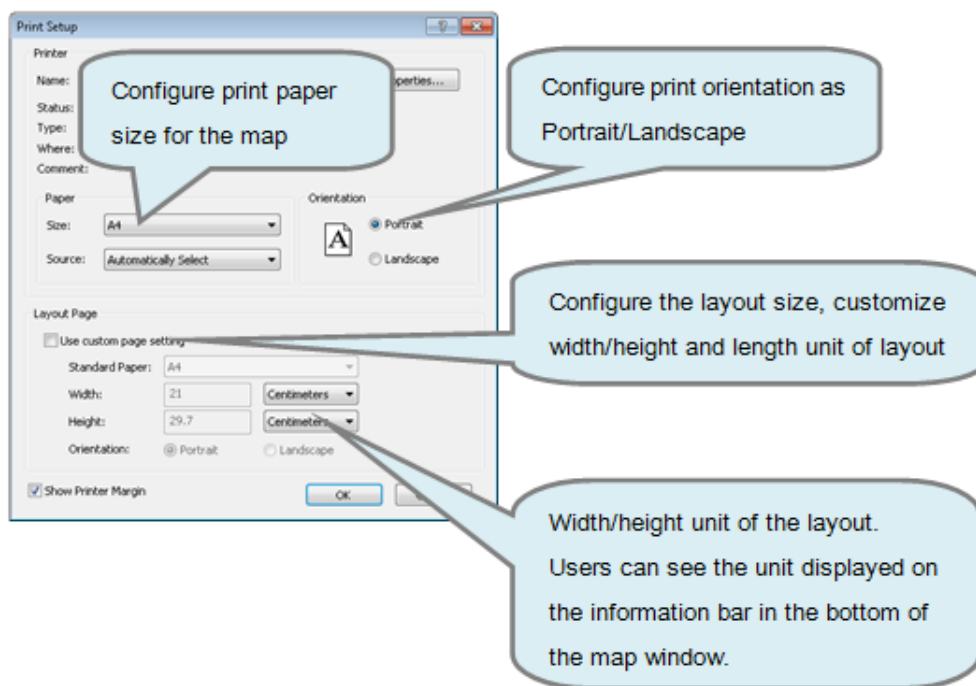 Print Setup
Printer
Name:
Status:
Type:
Where:
Comment:
Configure print paper
size for the map
Configure print orientation as
Portrait/Landscape
Paper
Size:
A4
Source:
Automatically Select
Orientation
A
Portrait
Landscape
Layout Page
Use custom page setting
Standard Paper:
A4
Width:
21
Centimeters
Height:
29.7
Centimeters
Orientation:
Portrait
Landscape
Show Printer Margin
OK
Configure the layout size, customize
width/height and length unit of layout
Width/height unit of the layout.
Users can see the unit displayed on
the information bar in the bottom of
the map window.